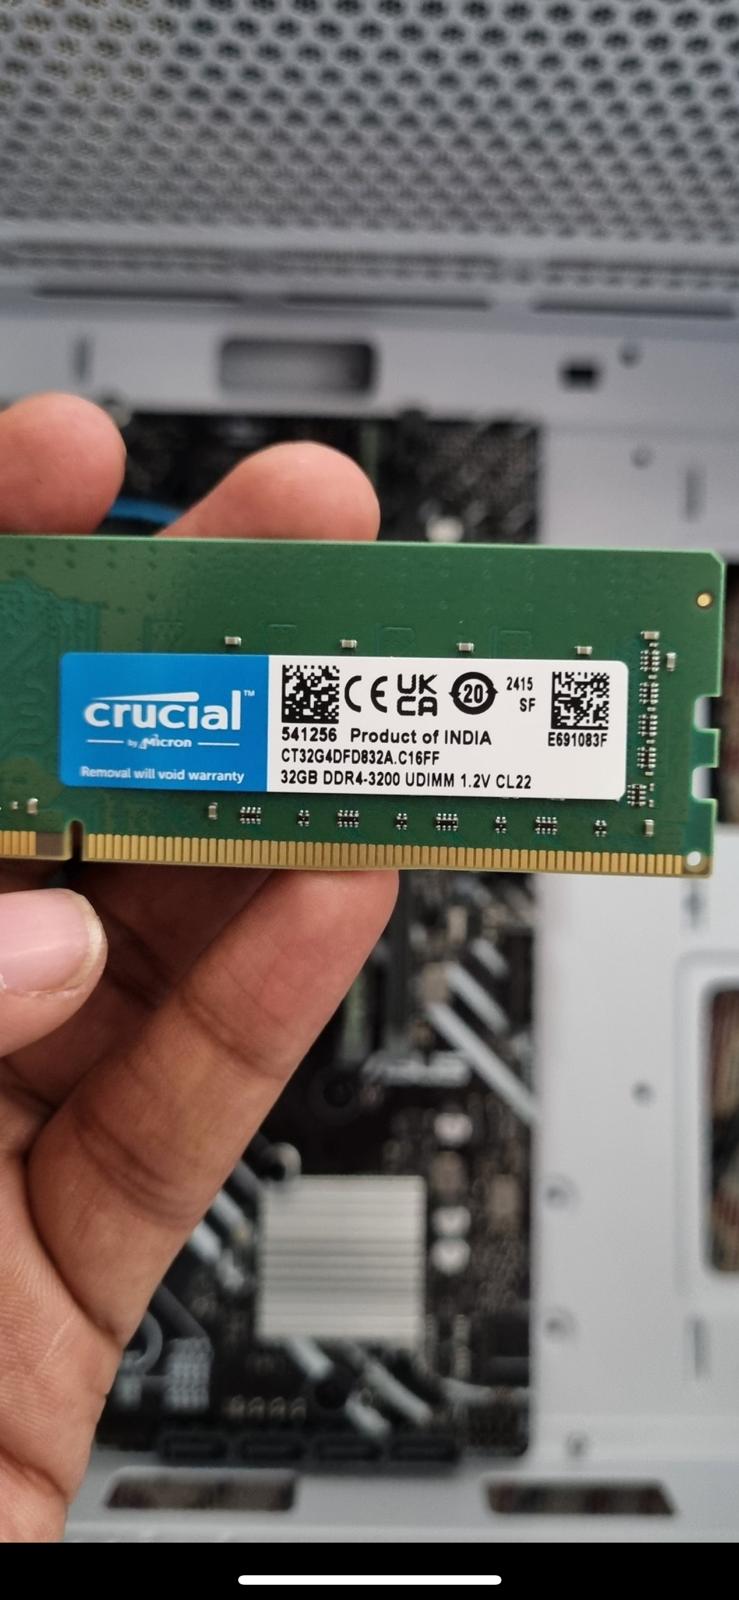 crucial™
by Micron
Removal will void warranty
CE UK CA 20 2415 SF
541256 Product of INDIA E691083F
CT32G4DFD832A.C16FF
32GB DDR4-3200 UDIMM 1.2V CL22